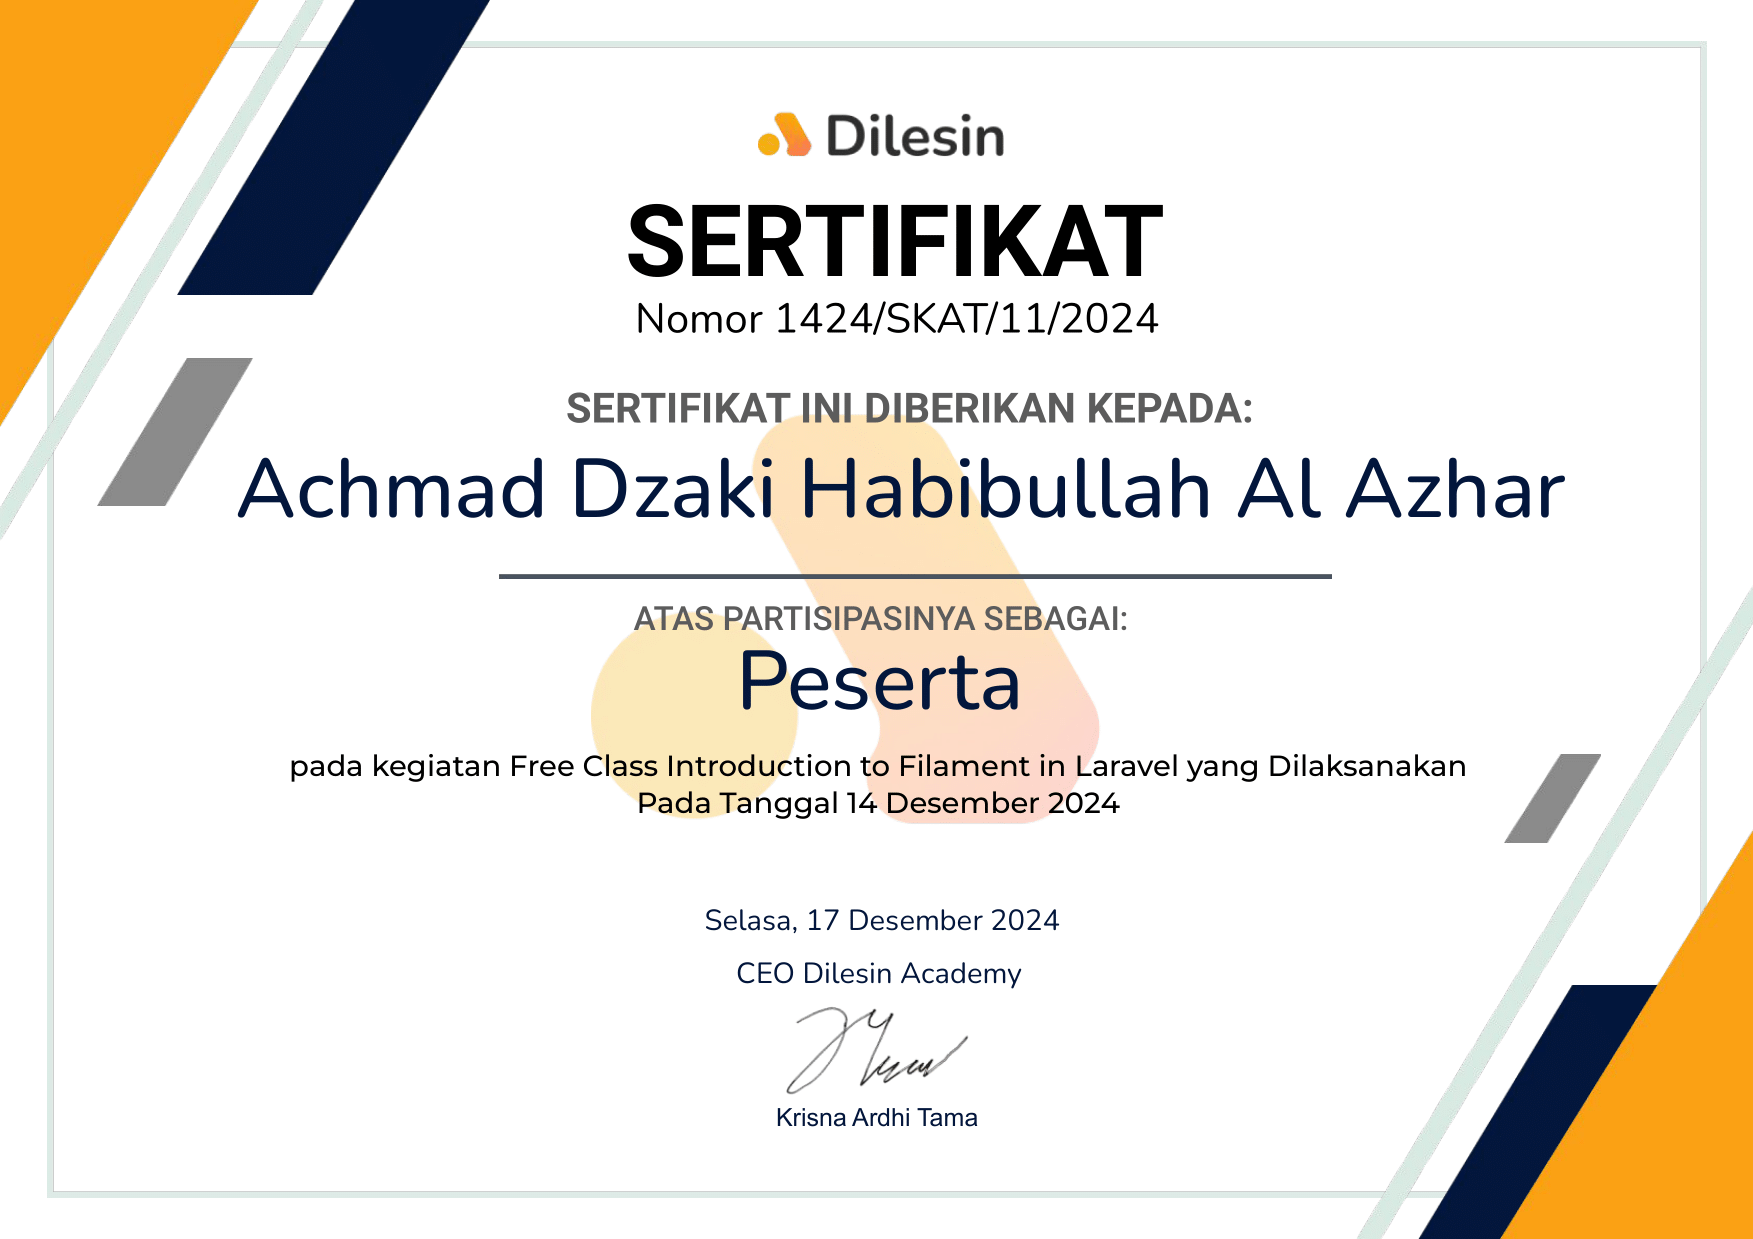 Dilesin
SERTIFIKAT
Nomor 1424/SKAT/11/2024
SERTIFIKAT INI DIBERIKAN KEPADA:
Achmad Dzaki Habibullah Al Azhar
ATAS PARTISIPASINYA SEBAGAI:
Peserta
pada kegiatan Free Class Introduction to Filament in Laravel yang Dilaksanakan
Pada Tanggal 14 Desember 2024
Selasa, 17 Desember 2024
CEO Dilesin Academy
Krisna Ardhi Tama